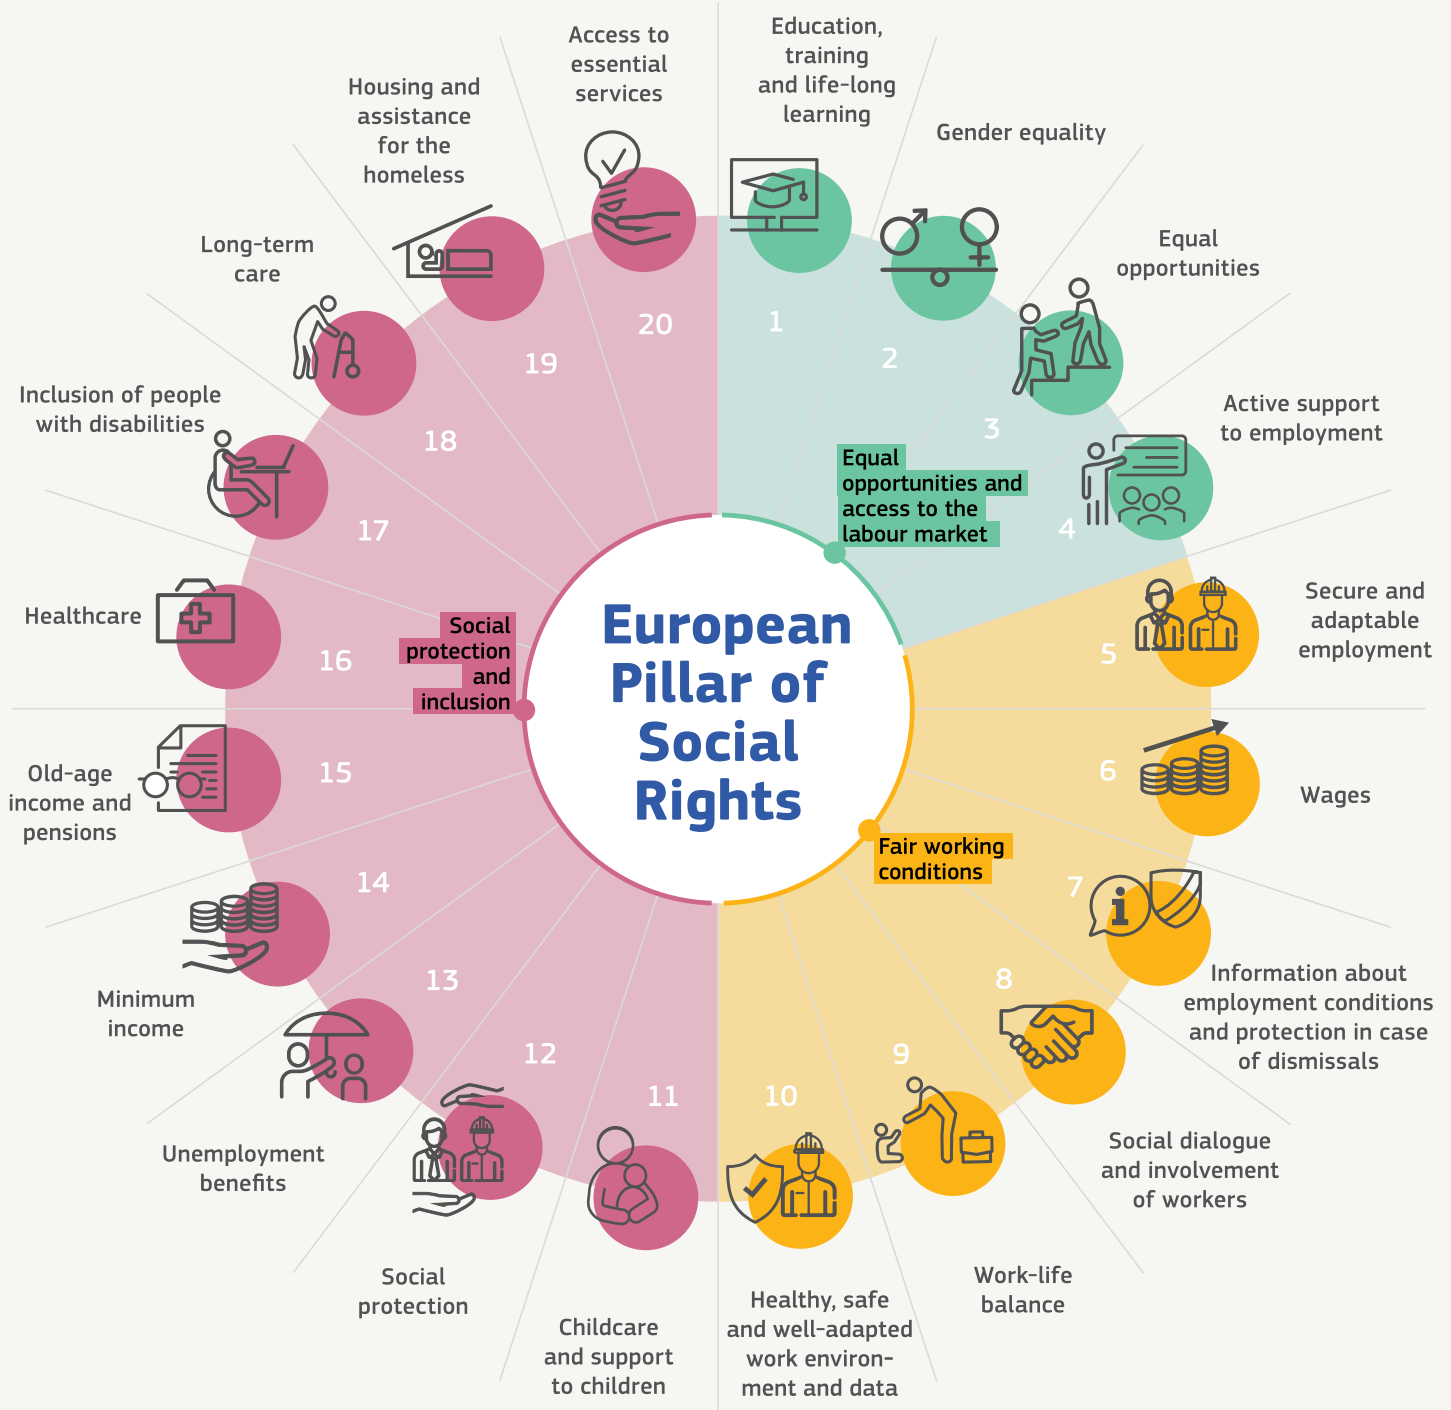 European
Pillar of
Social
Rights
Equal
opportunities and
access to the
labour market
1
Education,
training
and life-long
learning
2
Gender equality
3
Equal
opportunities
4
Active support
to employment
Fair working
conditions
5
Secure and
adaptable
employment
6
Wages
7
Information about
employment conditions
and protection in case
of dismissals
8
Social dialogue
and involvement
of workers
9
Work-life
balance
10
Healthy, safe
and well-adapted
work environ-
ment and data
Social
protection
and
inclusion
11
Childcare
and support
to children
12
Social
protection
13
Unemployment
benefits
14
Minimum
income
15
Old-age
income and
pensions
16
Healthcare
17
Inclusion of people
with disabilities
18
Long-term
care
19
Housing and
assistance
for the
homeless
20
Access to
essential
services
i